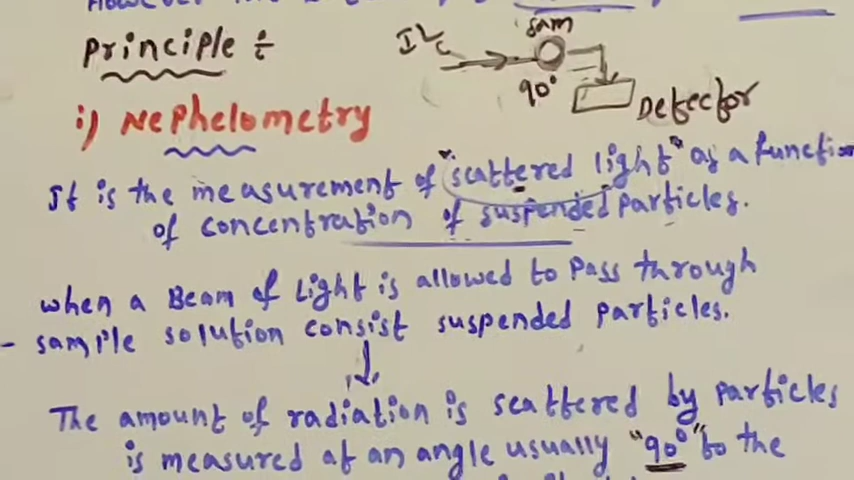 Principle :
sam
90°
Detector
i) Nephelometry
It is the measurement of "scattered light" as a function
of concentration of suspended particles.
when a Beam of Light is allowed to pass through
- sample solution consist suspended particles.
The amount of radiation is scattered by particles
is measured at an angle usually "90°" to the